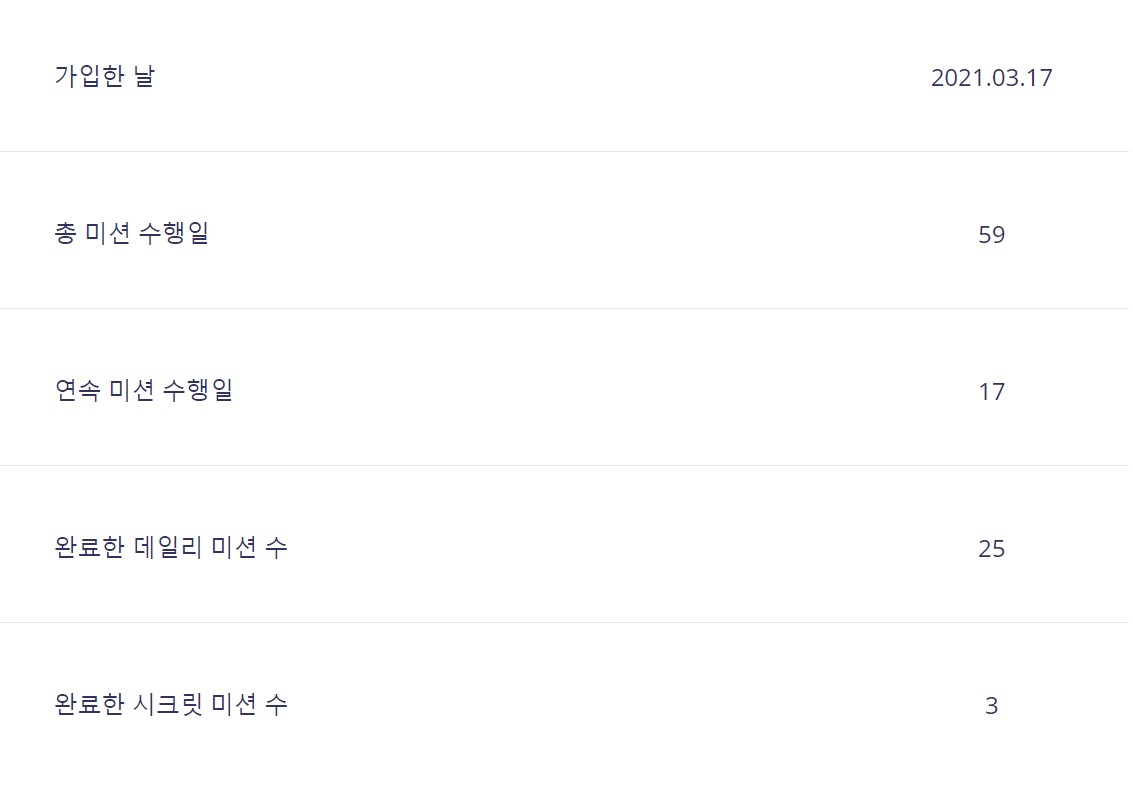 가입한 날 2021.03.17
총 미션 수행일 59
연속 미션 수행일 17
완료한 데일리 미션 수 25
완료한 시크릿 미션 수 3